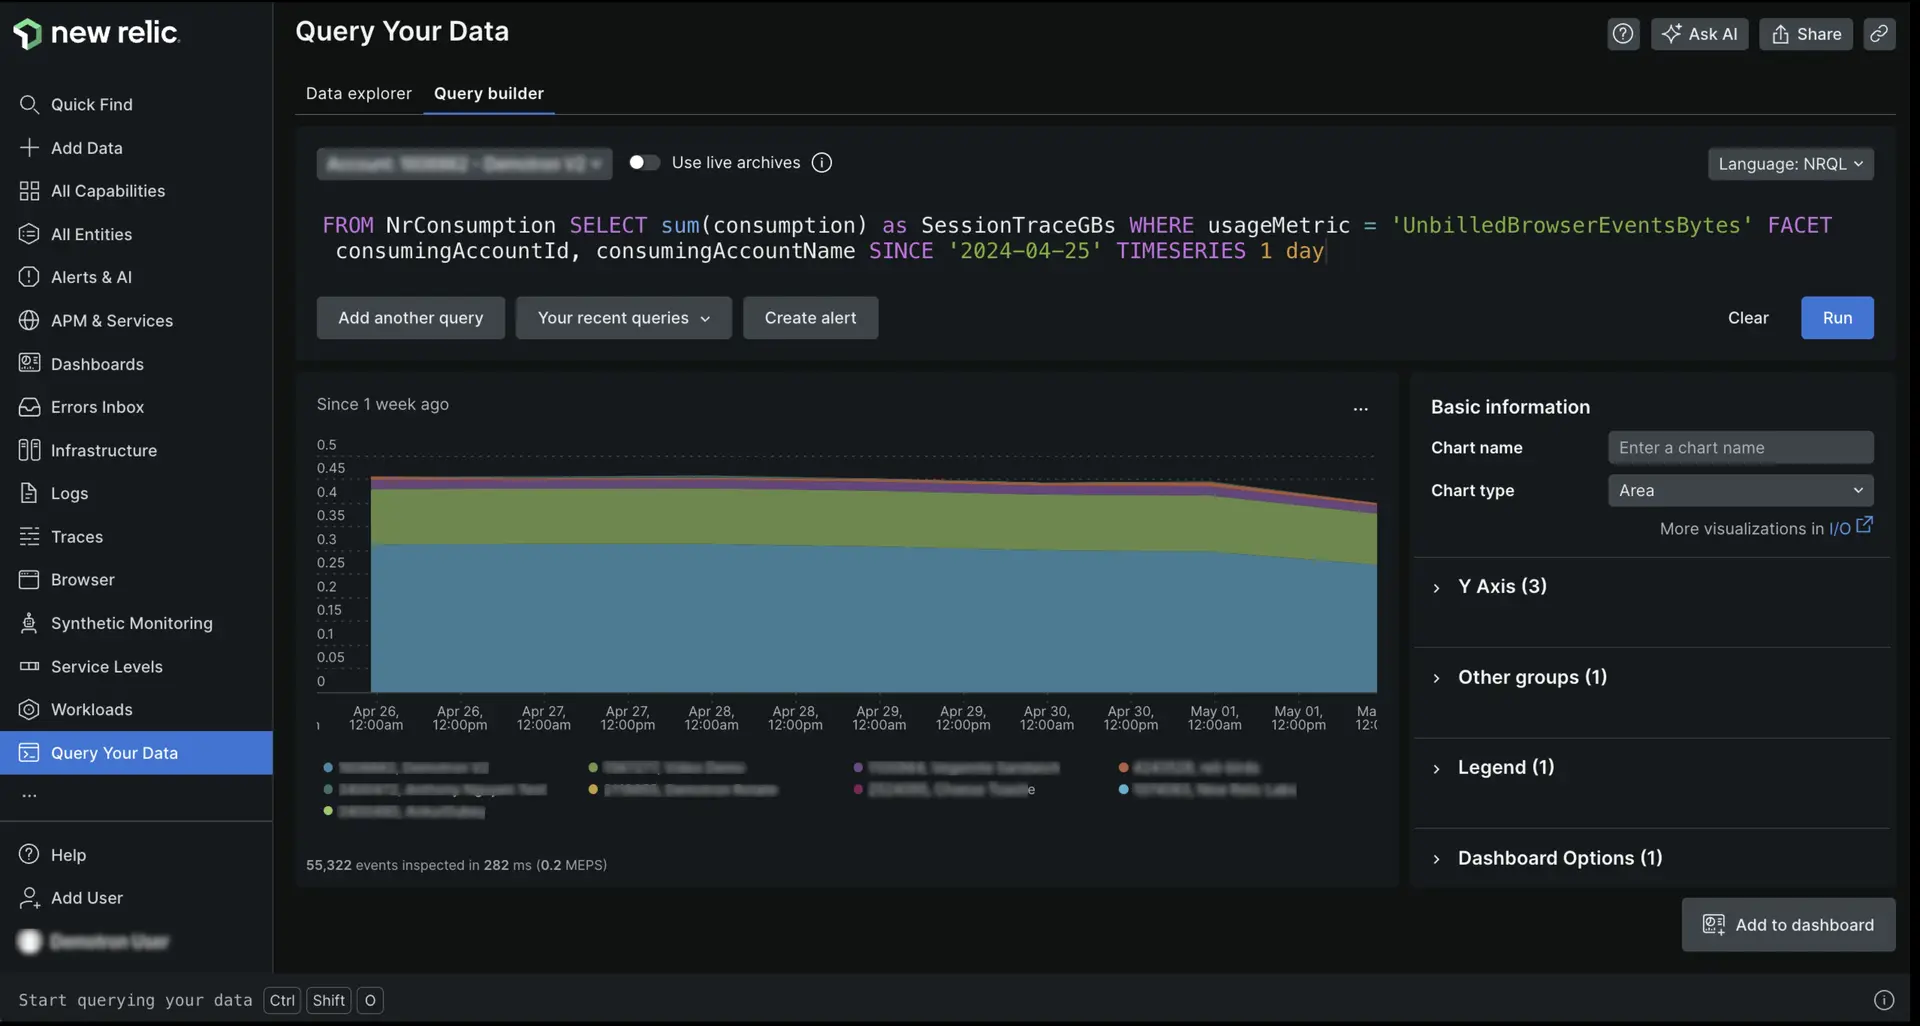 new relic
Quick Find
Add Data
All Capabilities
All Entities
Alerts & AI
APM & Services
Dashboards
Errors Inbox
Infrastructure
Logs
Traces
Browser
Synthetic Monitoring
Service Levels
Workloads
Query Your Data
...
Help
Add User
Query Your Data
Ask AI
Share
Data explorer
Query builder
Use live archives
Language: NRQL
FROM NrConsumption SELECT sum(consumption) as SessionTraceGBs WHERE usageMetric = 'UnbilledBrowserEventsBytes' FACET
consumingAccountId, consumingAccountName SINCE '2024-04-25' TIMESERIES 1 day
Add another query
Your recent queries
Create alert
Clear
Run
Since 1 week ago
...
0.5
0.45
0.4
0.35
0.3
0.25
0.2
0.15
0.1
0.05
0
Apr 26, 12:00am
Apr 26, 12:00pm
Apr 27, 12:00am
Apr 27, 12:00pm
Apr 28, 12:00am
Apr 28, 12:00pm
Apr 29, 12:00am
Apr 29, 12:00pm
Apr 30, 12:00am
Apr 30, 12:00pm
May 01, 12:00am
May 01, 12:00pm
55,322 events inspected in 282 ms (0.2 MEPS)
Basic information
Chart name
Enter a chart name
Chart type
Area
More visualizations in I/O
Y Axis (3)
Other groups (1)
Legend (1)
Dashboard Options (1)
Add to dashboard
Start querying your data Ctrl Shift O